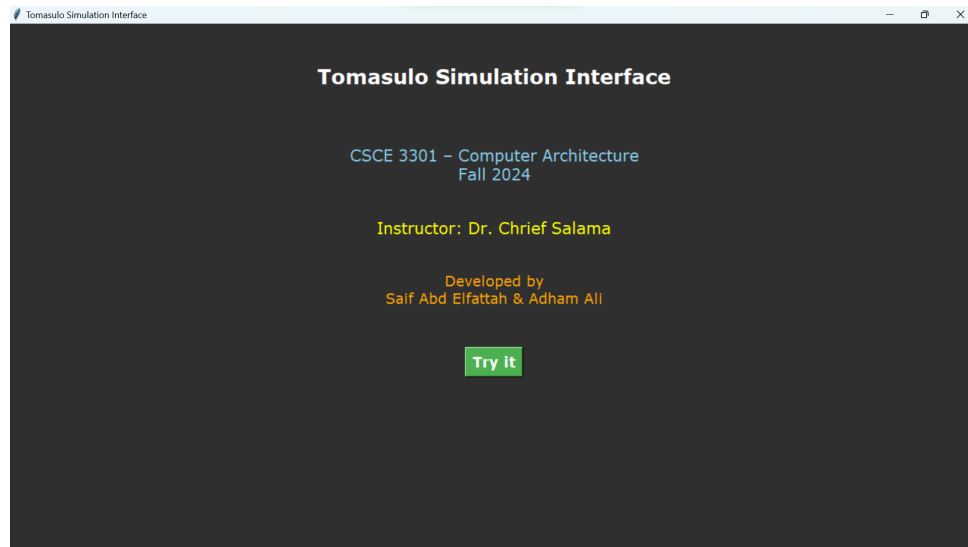 Tomasulo Simulation Interface
Tomasulo Simulation Interface
CSCE 3301 – Computer Architecture
Fall 2024
Instructor: Dr. Chrief Salama
Developed by
Saif Abd Elfattah & Adham Ali
Try it